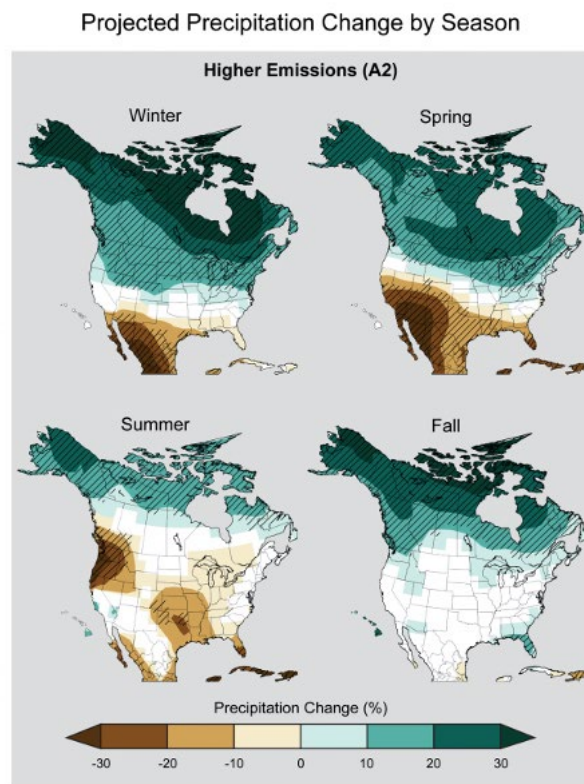 Projected Precipitation Change by Season
Higher Emissions (A2)
Winter
Spring
Summer
Fall
Precipitation Change (%)
-30 -20 -10 0 10 20 30